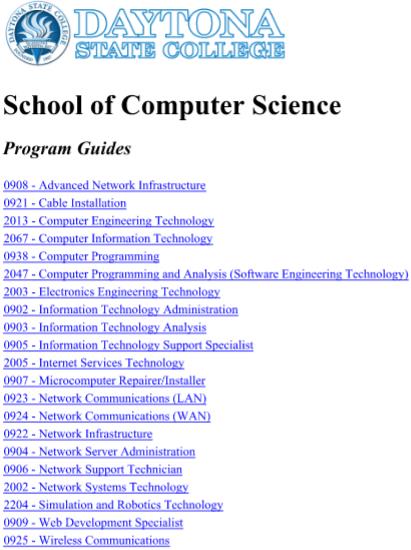 DAYTONA STATE COLLEGE
DAYTONA
STATE COLLEGE
School of Computer Science
Program Guides
0908 - Advanced Network Infrastructure
0921 - Cable Installation
2013 - Computer Engineering Technology
2067 - Computer Information Technology
0938 - Computer Programming
2047 - Computer Programming and Analysis (Software Engineering Technology)
2003 - Electronics Engineering Technology
0902 - Information Technology Administration
0903 - Information Technology Analysis
0905 - Information Technology Support Specialist
2005 - Internet Services Technology
0907 - Microcomputer Repairer/Installer
0923 - Network Communications (LAN)
0924 - Network Communications (WAN)
0922 - Network Infrastructure
0904 - Network Server Administration
0906 - Network Support Technician
2002 - Network Systems Technology
2204 - Simulation and Robotics Technology
0909 - Web Development Specialist
0925 - Wireless Communications